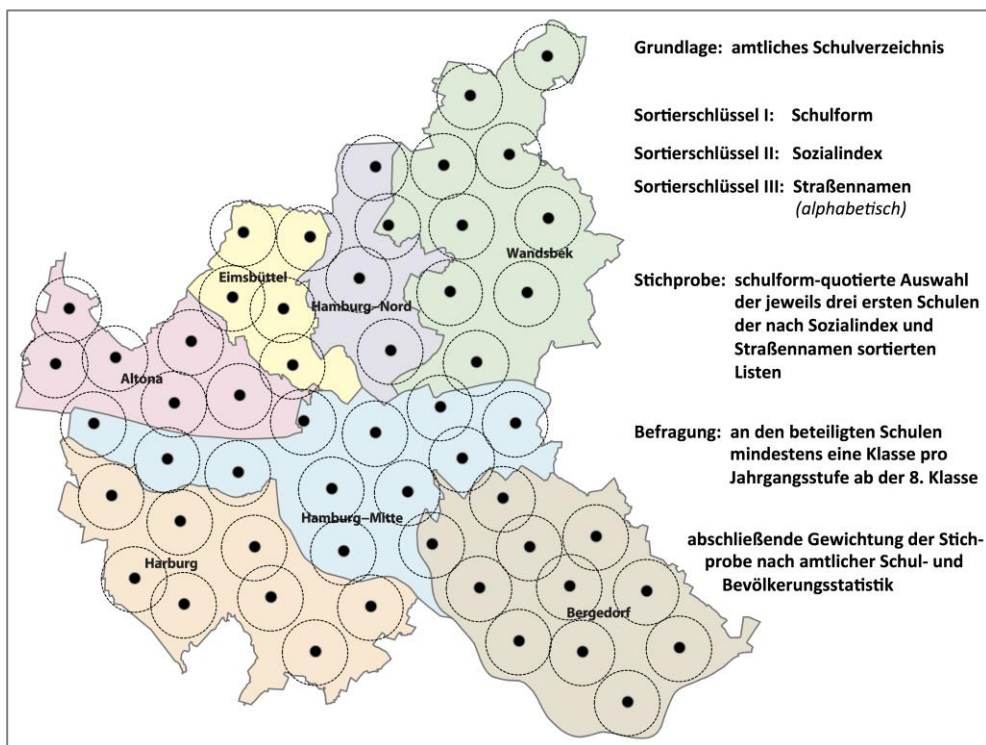 Grundlage: amtliches Schulverzeichnis
Sortierschlüssel I: Schulform
Sortierschlüssel II: Sozialindex
Sortierschlüssel III: Straßennamen
(alphabetisch)
Stichprobe: schulform-quotierte Auswahl
der jeweils drei ersten Schulen
der nach Sozialindex und
Straßennamen sortierten
Listen
Befragung: an den beteiligten Schulen
mindestens eine Klasse pro
Jahrgangsstufe ab der 8. Klasse
abschließende Gewichtung der Stich-
probe nach amtlicher Schul- und
Bevölkerungsstatistik
Wandsbek
Eimsbüttel
Hamburg-Nord
Altona
Hamburg-Mitte
Harburg
Bergedorf